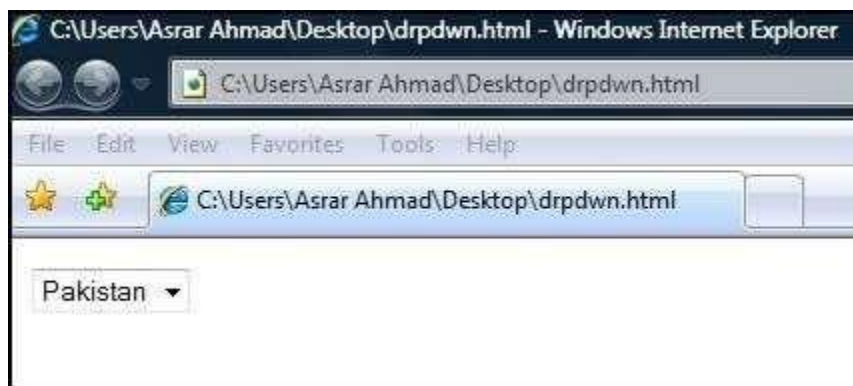 C:\Users\Asrar Ahmad\Desktop\drpdwn.html - Windows Internet Explorer
C:\Users\Asrar Ahmad\Desktop\drpdwn.html
File Edit View Favorites Tools Help
C:\Users\Asrar Ahmad\Desktop\drpdwn.html
Pakistan